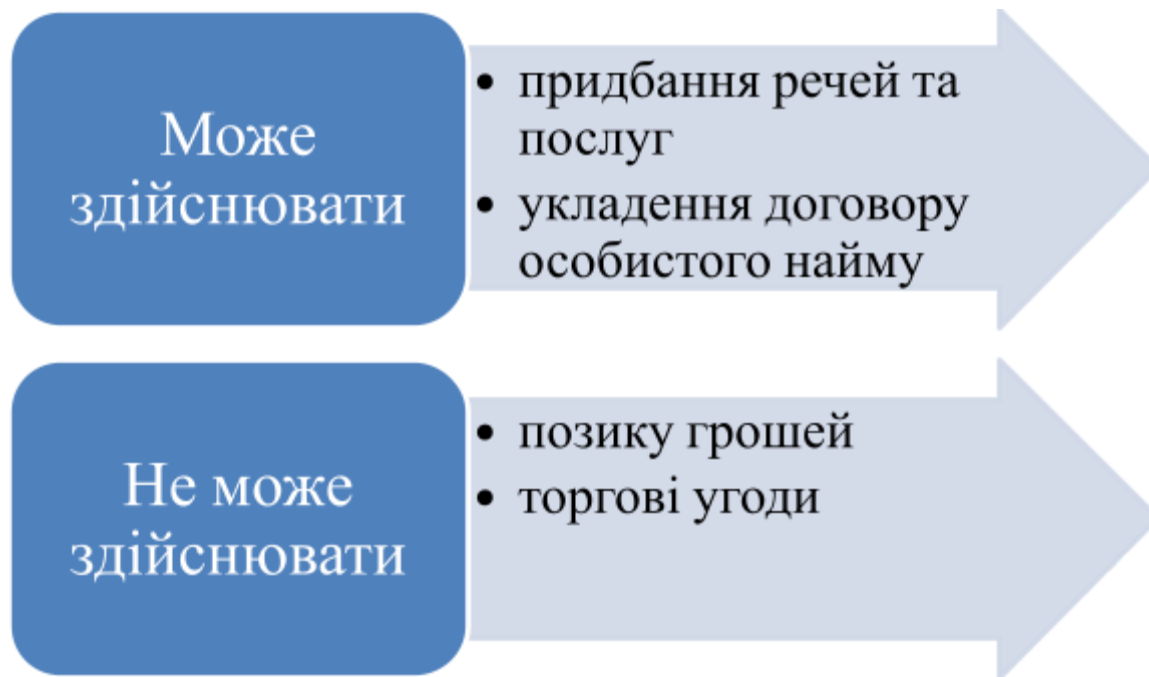 Може
здійснювати
• придбання речей та
послуг
• укладення договору
особистого найму
Не може
здійснювати
• позику грошей
• торгові угоди